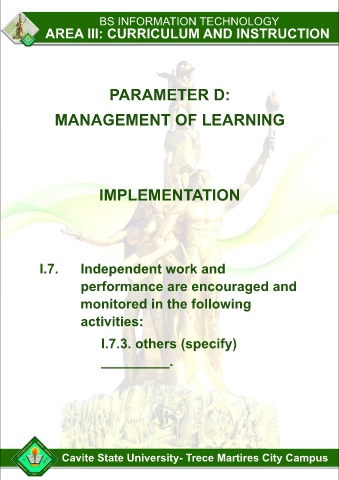 BS INFORMATION TECHNOLOGY
AREA III: CURRICULUM AND INSTRUCTION
PARAMETER D:
MANAGEMENT OF LEARNING
IMPLEMENTATION
I.7. Independent work and
performance are encouraged and
monitored in the following
activities:
I.7.3. others (specify)
_________.
Cavite State University- Trece Martires City Campus